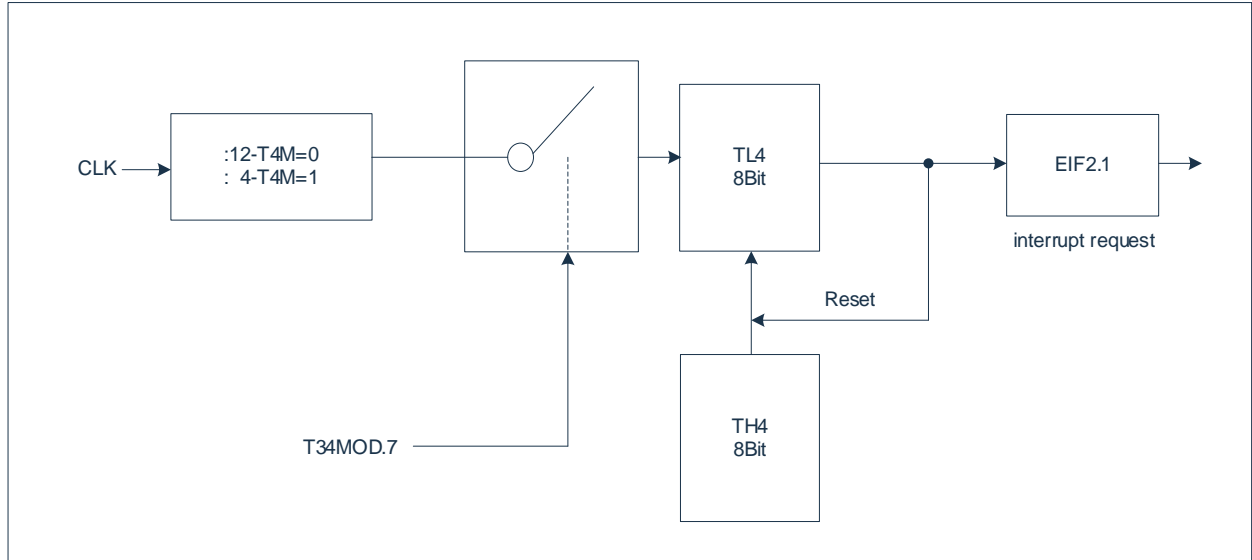 CLK
:12-T4M=0
: 4-T4M=1
TL4
8Bit
EIF2.1
interrupt request
Reset
TH4
8Bit
T34MOD.7